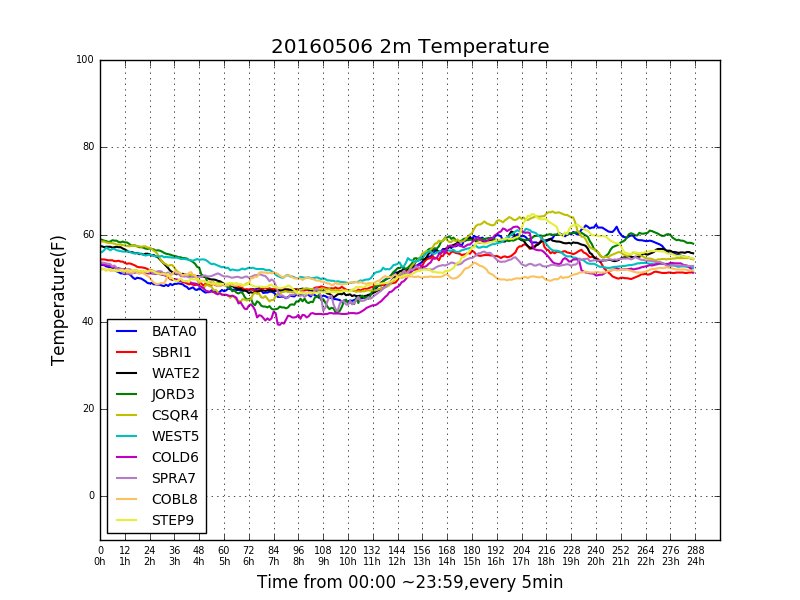 20160506 2m Temperature
100
80
60
40
20
0
Temperature(F)
BATA0
SBRI1
WATE2
JORD3
CSQR4
WEST5
COLD6
SPRA7
COBL8
STEP9
0 12 24 36 48 60 72 84 96 108 120 132 144 156 168 180 192 204 216 228 240 252 264 276 288
0h 1h 2h 3h 4h 5h 6h 7h 8h 9h 10h 11h 12h 13h 14h 15h 16h 17h 18h 19h 20h 21h 22h 23h 24h
Time from 00:00 ~23:59,every 5min